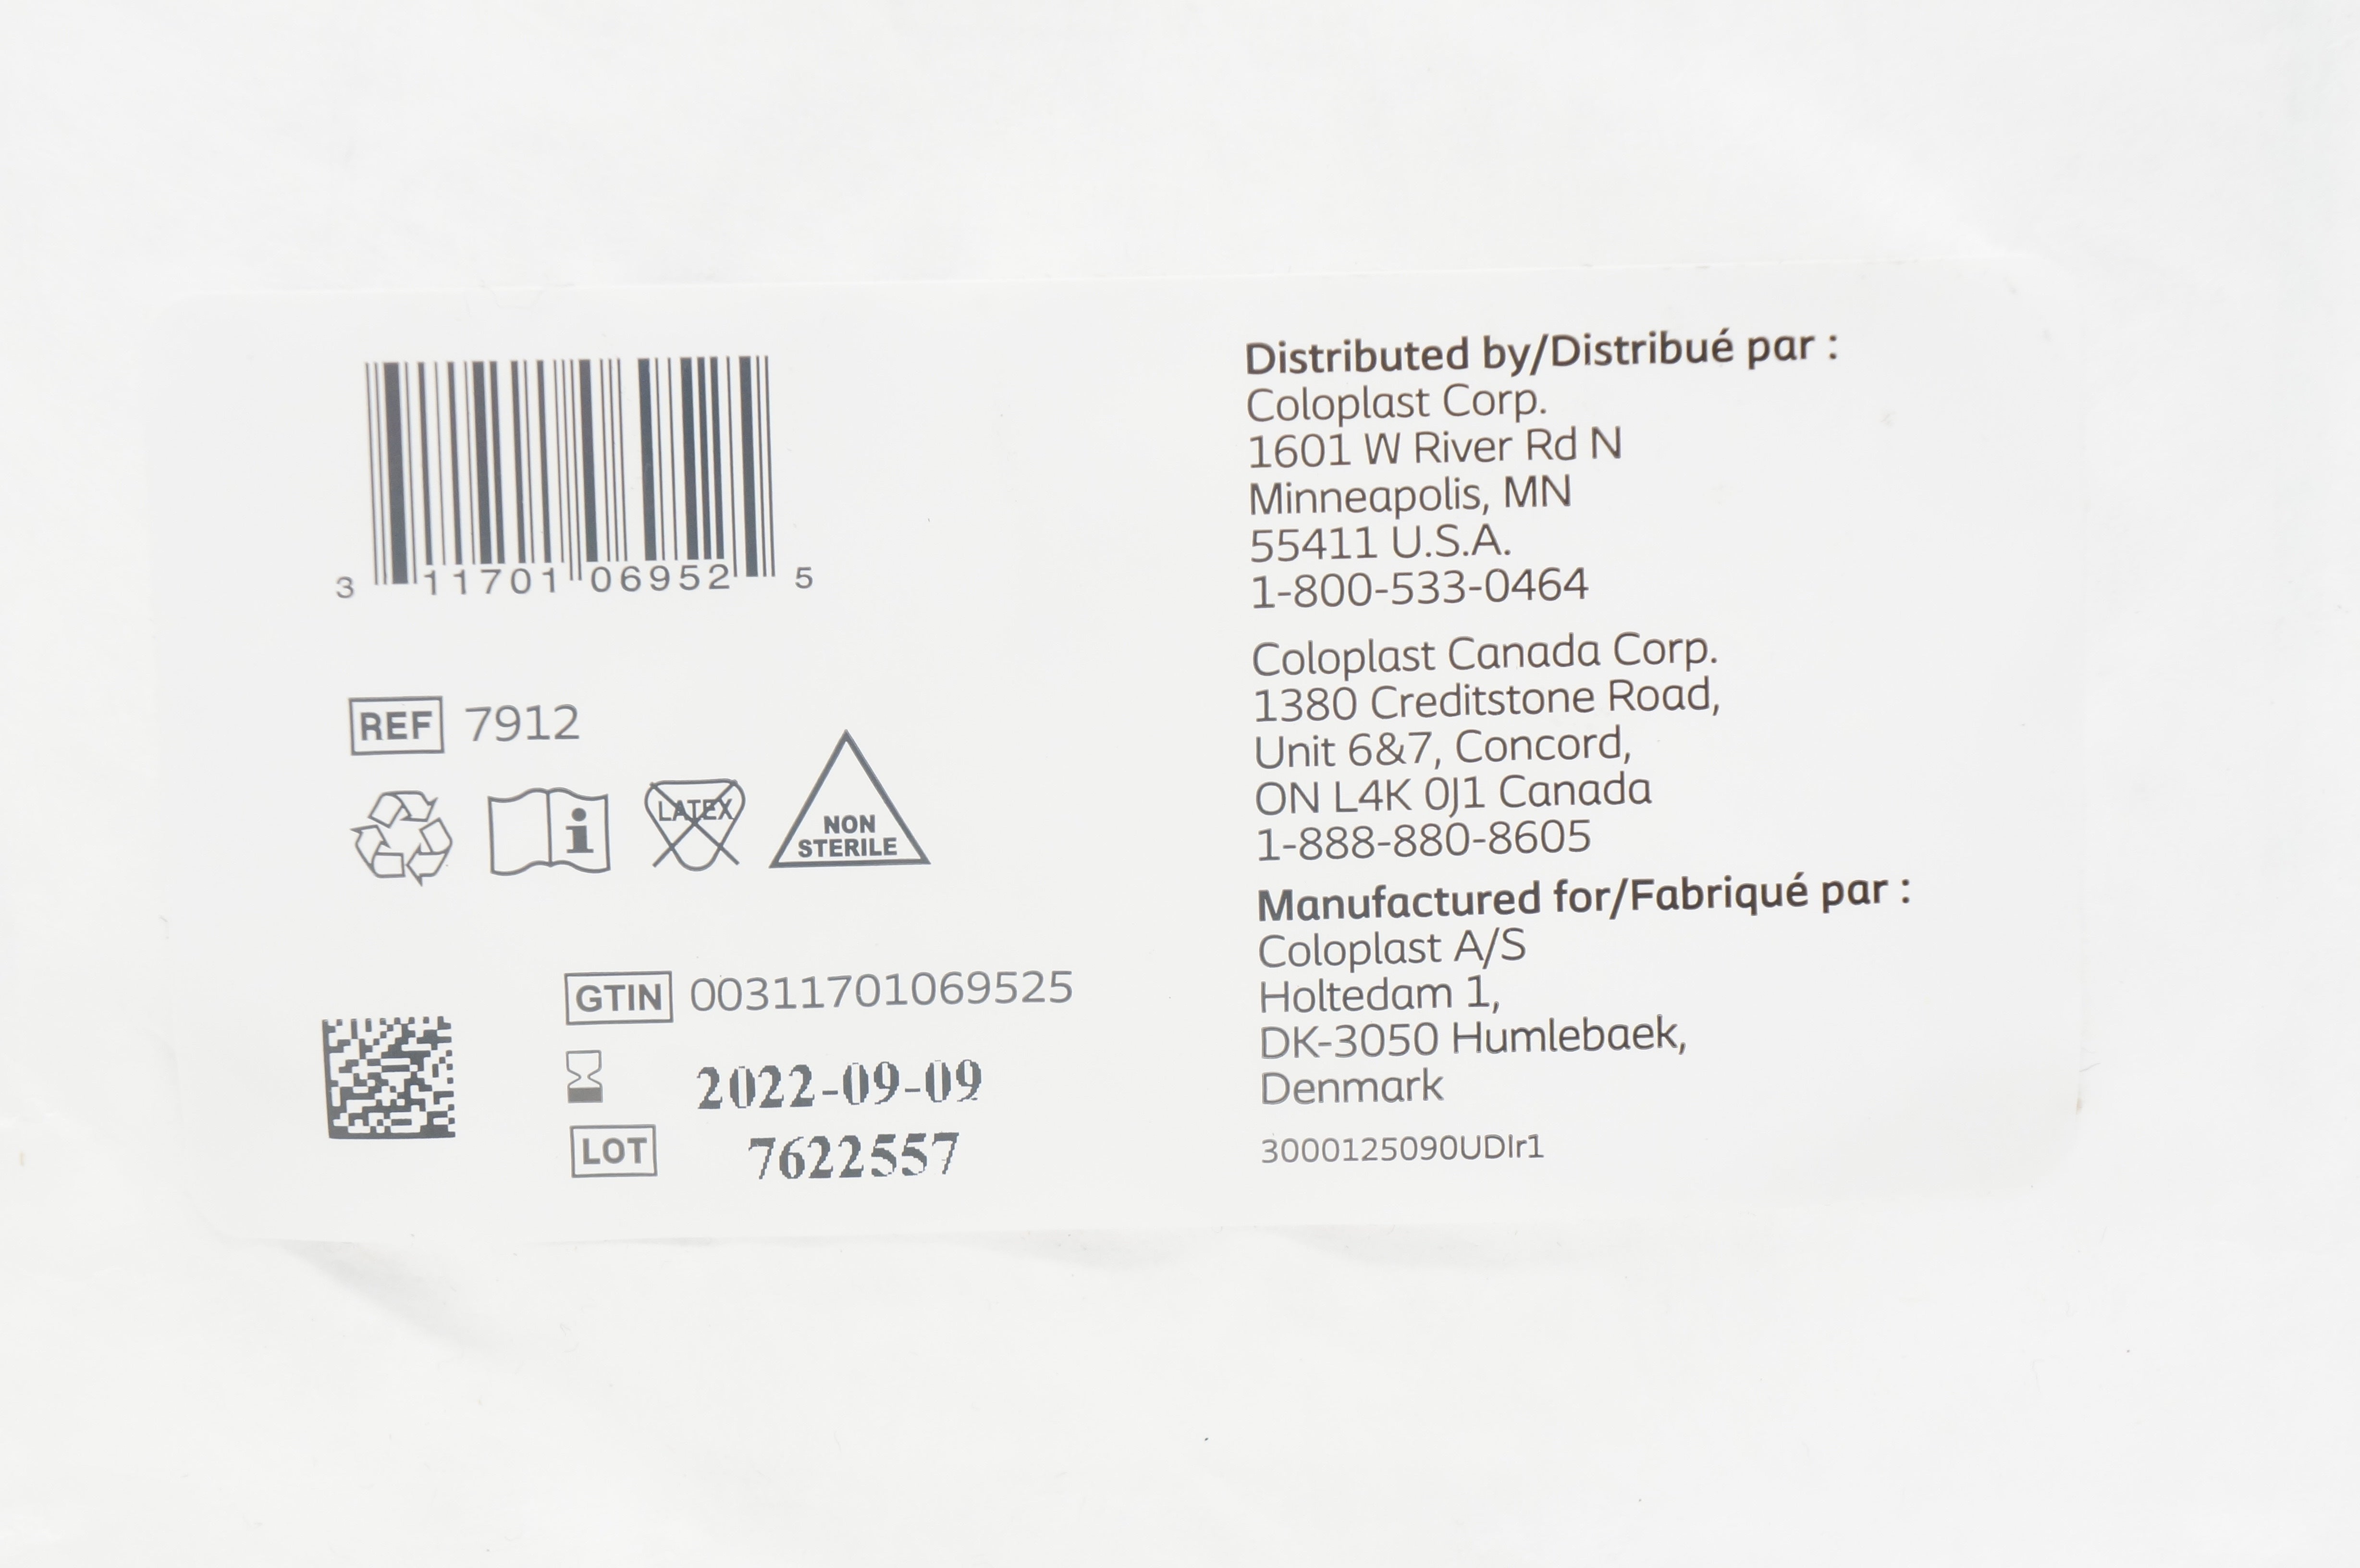 3 11701 06952 5
REF 7912
LATEX
NON
STERILE
GTIN 00311701069525
2022-09-09
LOT 7622557
Distributed by/Distribué par :
Coloplast Corp.
1601 W River Rd N
Minneapolis, MN
55411 U.S.A.
1-800-533-0464
Coloplast Canada Corp.
1380 Creditstone Road,
Unit 6&7, Concord,
ON L4K 0J1 Canada
1-888-880-8605
Manufactured for/Fabriqué par :
Coloplast A/S
Holtedam 1,
DK-3050 Humlebaek,
Denmark
3000125090UDIr1